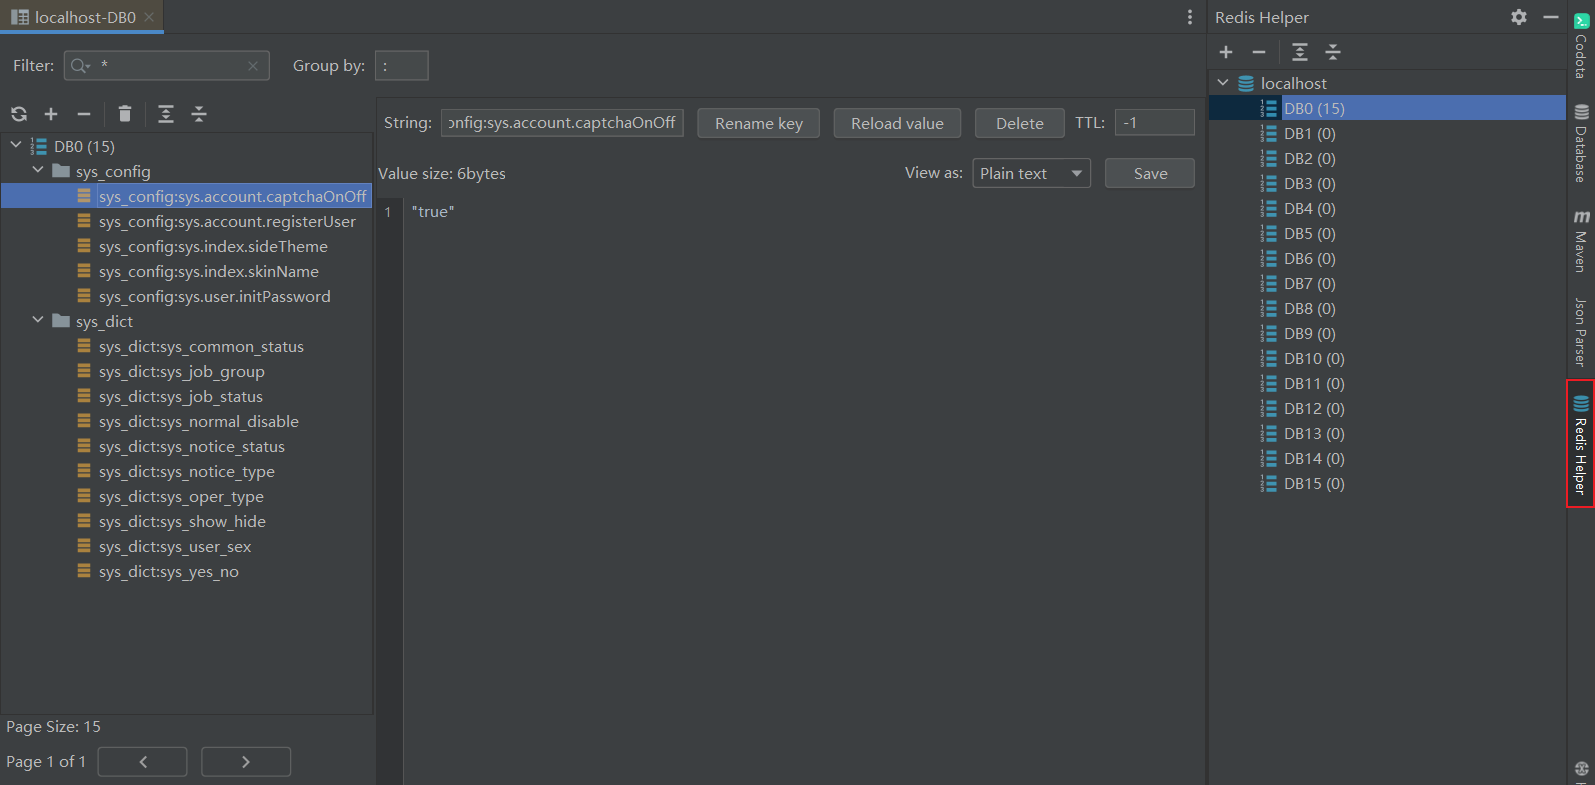 localhost-DB0
Filter: *
Group by: :
DB0 (15)
sys_config
sys_config:sys.account.captchaOnOff
sys_config:sys.account.registerUser
sys_config:sys.index.sideTheme
sys_config:sys.index.skinName
sys_config:sys.user.initPassword
sys_dict
sys_dict:sys_common_status
sys_dict:sys_job_group
sys_dict:sys_job_status
sys_dict:sys_normal_disable
sys_dict:sys_notice_status
sys_dict:sys_notice_type
sys_dict:sys_oper_type
sys_dict:sys_show_hide
sys_dict:sys_user_sex
sys_dict:sys_yes_no
Page Size: 15
Page 1 of 1
String: onfig:sys.account.captchaOnOff Rename key Reload value Delete TTL: -1
Value size: 6bytes View as: Plain text Save
1 "true"
Redis Helper
localhost
DB0 (15)
DB1 (0)
DB2 (0)
DB3 (0)
DB4 (0)
DB5 (0)
DB6 (0)
DB7 (0)
DB8 (0)
DB9 (0)
DB10 (0)
DB11 (0)
DB12 (0)
DB13 (0)
DB14 (0)
DB15 (0)
Codota
Database
Maven
Json Parser
Redis Helper